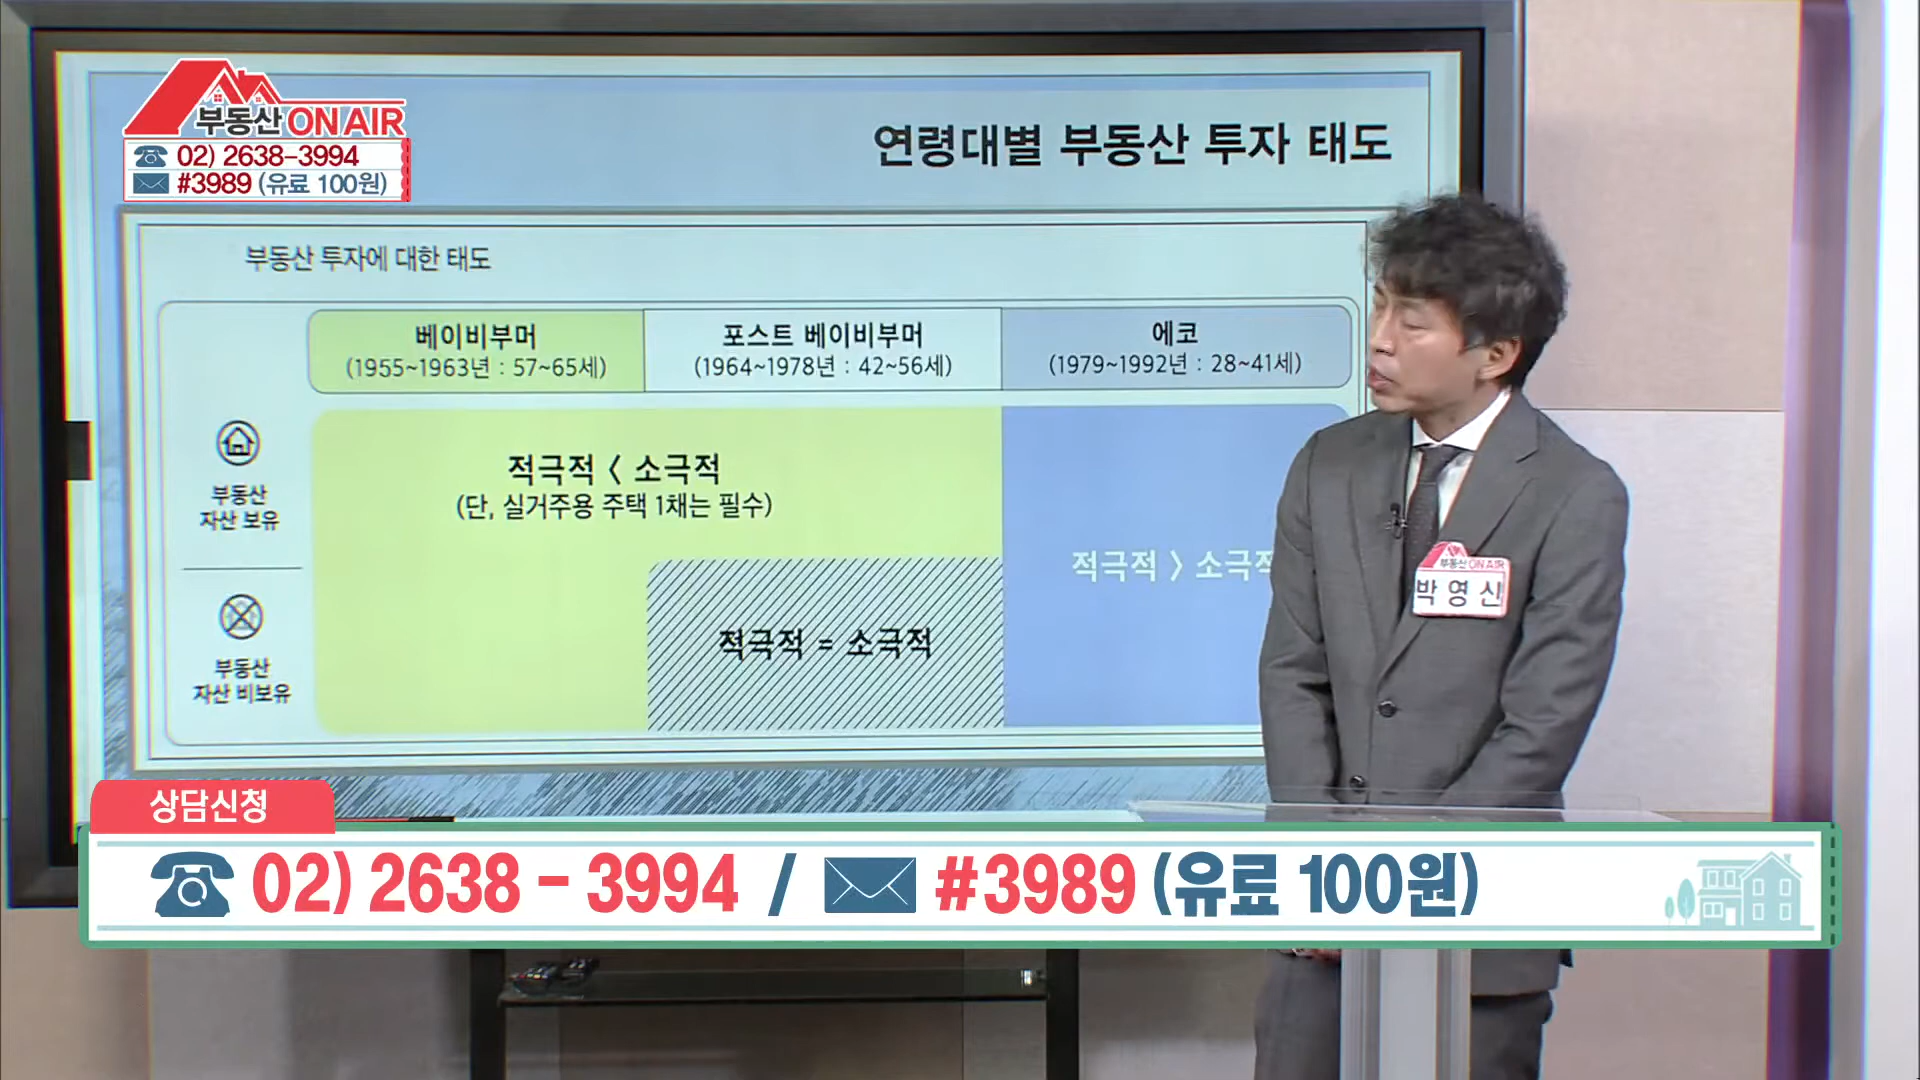 부동산 ON AIR
02) 2638-3994
#3989 (유료 100원)
연령대별 부동산 투자 태도
부동산 투자에 대한 태도
베이비부머
(1955~1963년 : 57~65세)
포스트 베이비부머
(1964~1978년 : 42~56세)
에코
(1979~1992년 : 28~41세)
부동산
자산 보유
적극적 < 소극적
(단, 실거주용 주택 1채는 필수)
적극적 > 소극적
부동산
자산 비보유
적극적 = 소극적
부동산 ON AIR
박영신
상담신청
02) 2638 - 3994 / #3989 (유료 100원)